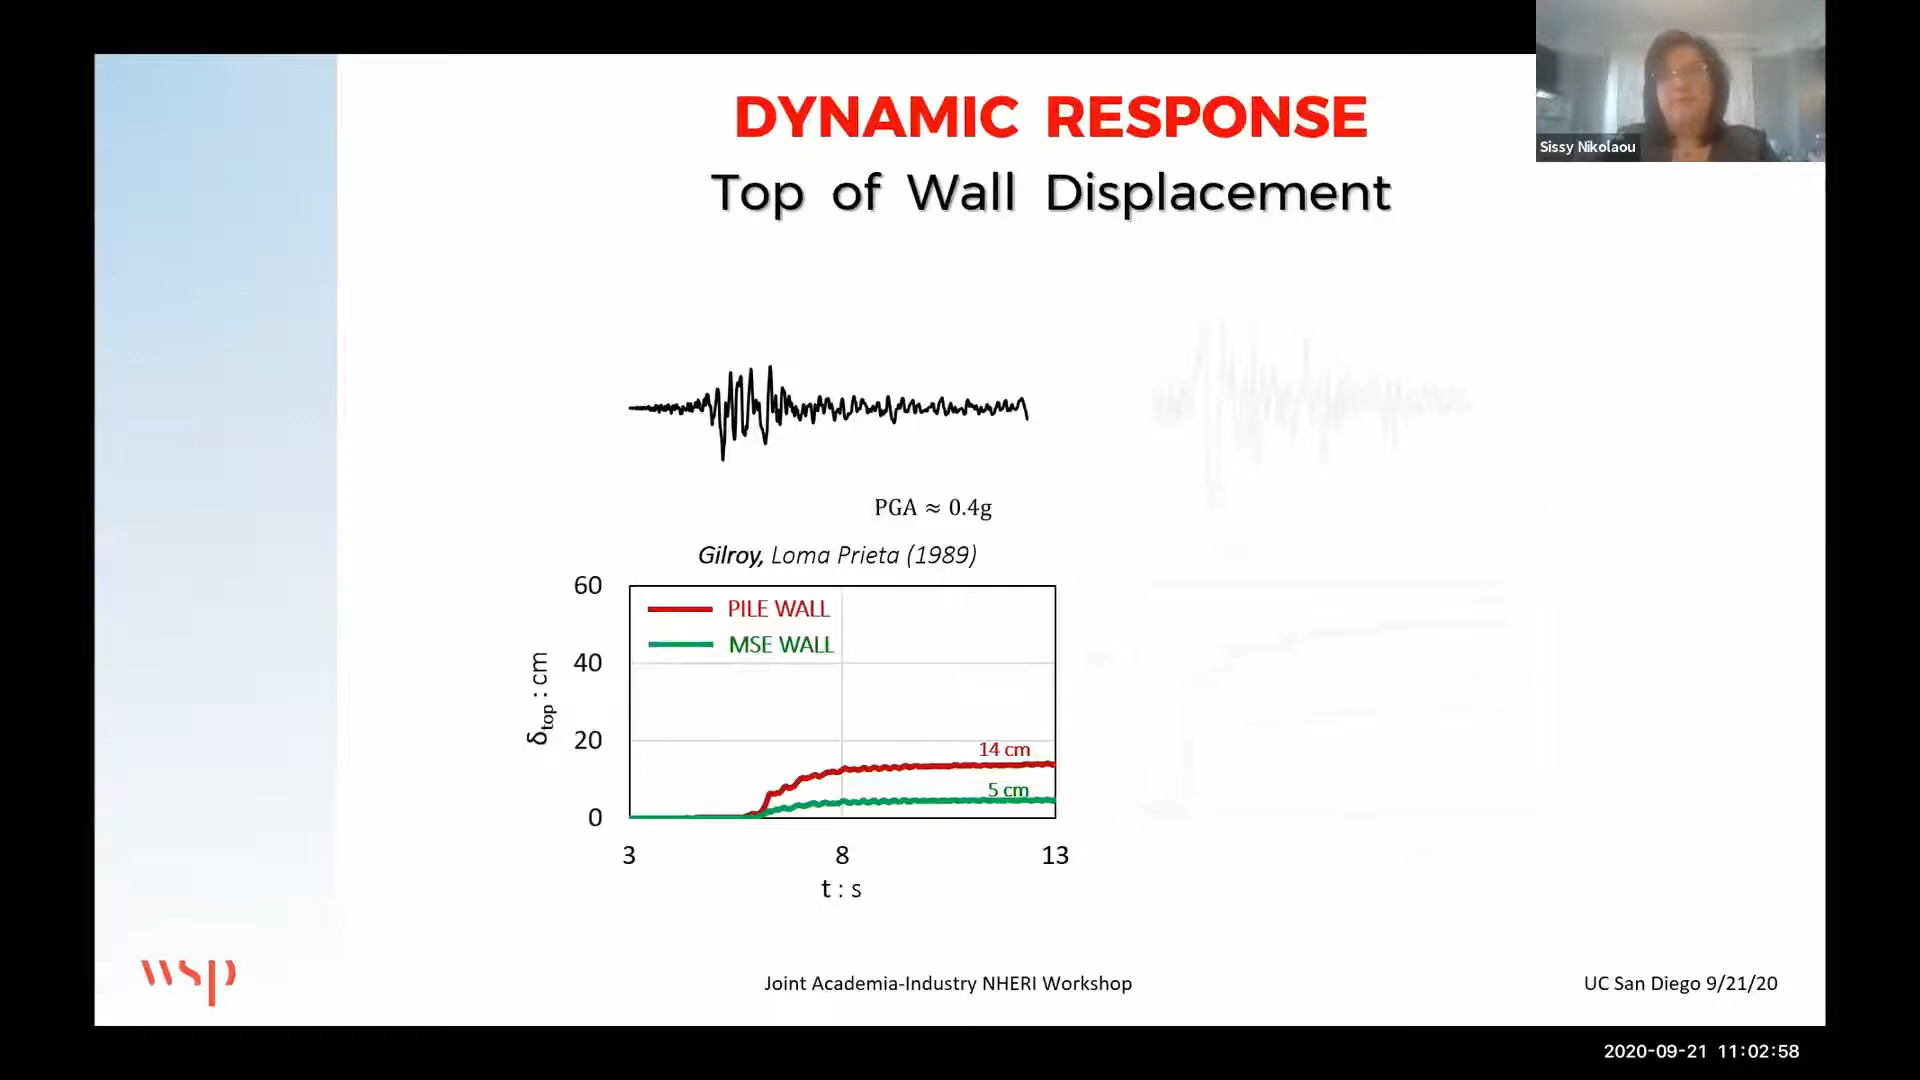 DYNAMIC RESPONSE
Top of Wall Displacement
Sissy Nikolaou
PGA ≈ 0.4g
Gilroy, Loma Prieta (1989)
60
40
20
0
δtop : cm
PILE WALL
MSE WALL
14 cm
5 cm
3 8 13
t : s
wsp
Joint Academia-Industry NHERI Workshop
UC San Diego 9/21/20
2020-09-21 11:02:58